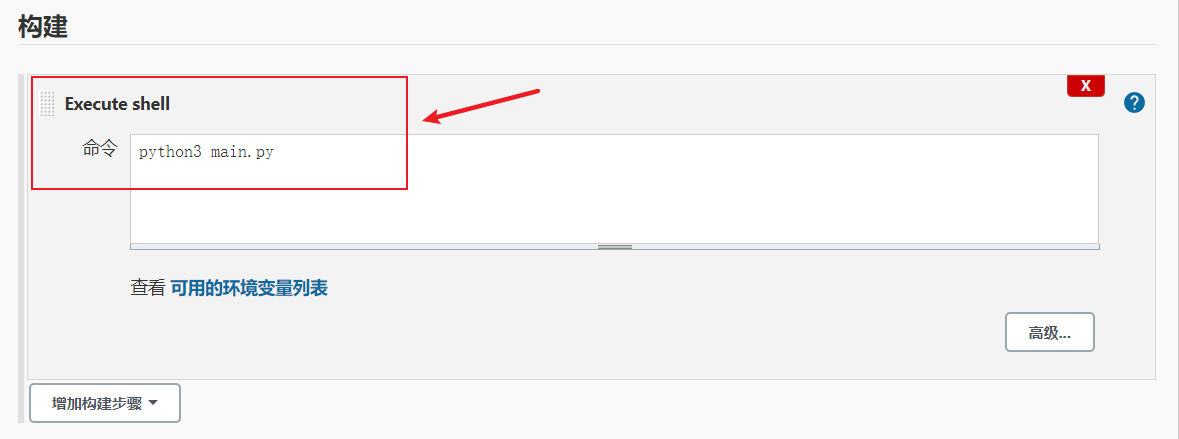 构建
Execute shell
X
?
命令
python3 main.py
查看 可用的环境变量列表
高级...
增加构建步骤